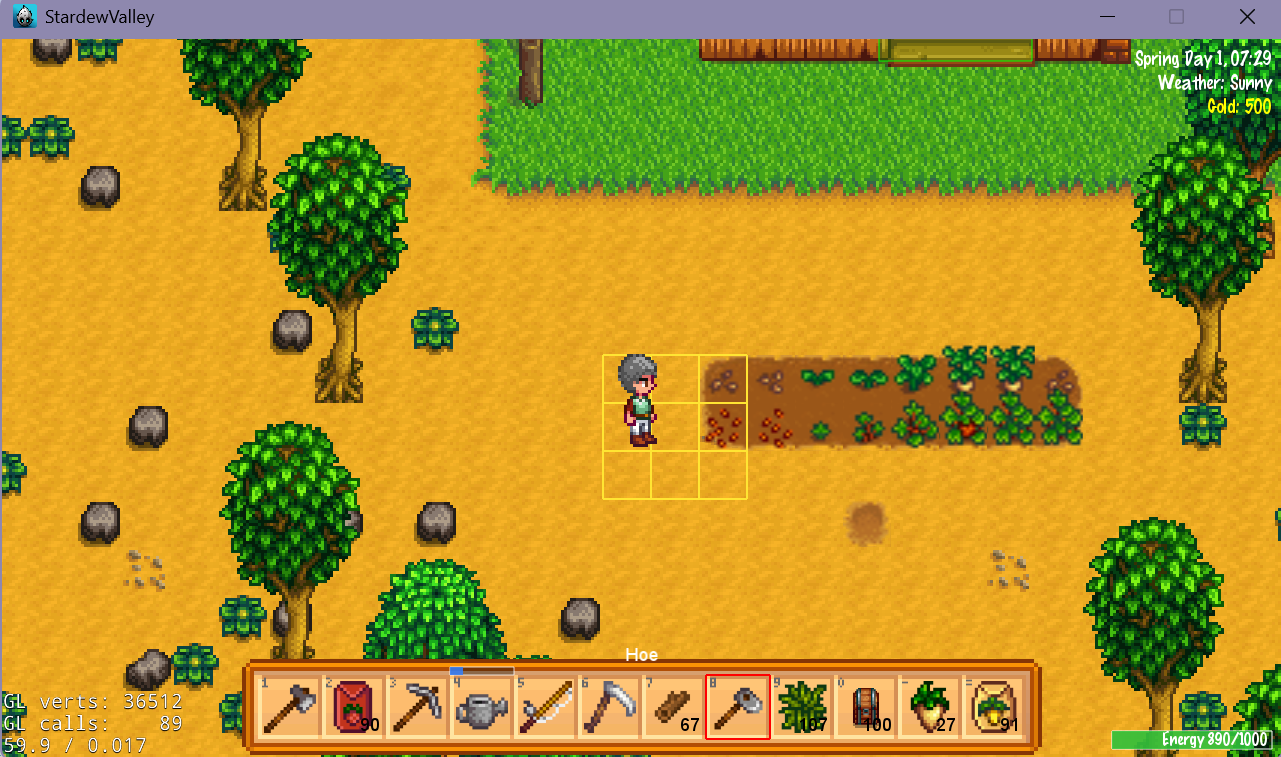 StardewValley
Spring Day 1, 07:29
Weather: Sunny
Gold: 500
Hoe
1 2 3 4 5 6 7 8 9 0 - =
90 67 107 100 27 91
GL verts: 36512
GL calls: 89
59.9 / 0.017
Energy 890/1000